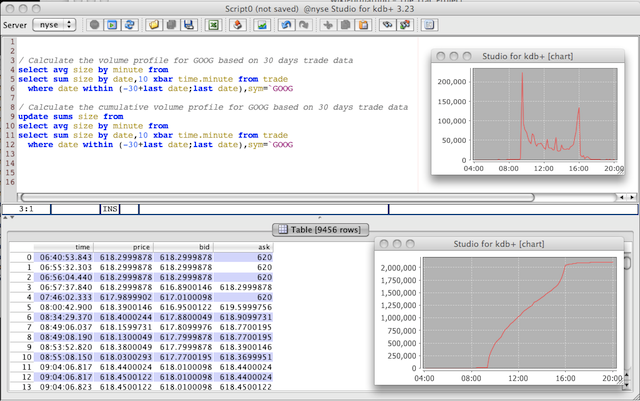 Script0 (not saved) @nyse Studio for kdb+ 3.23
Server nyse
1
2
3 / Calculate the volume profile for GOOG based on 30 days trade data
4 select avg size by minute from
5 select sum size by date,10 xbar time.minute from trade
6 where date within (-30+last date;last date),sym=`GOOG
7
8 / Calculate the cumulative volume profile for GOOG based on 30 days trade data
9 update sums size from
10 select avg size by minute from
11 select sum size by date,10 xbar time.minute from trade
12 where date within (-30+last date;last date),sym=`GOOG
13
14
15
16
Studio for kdb+ [chart]
200,000
150,000
100,000
50,000
0
04:00 08:00 12:00 16:00 20:00
3:1 INS
Table [9456 rows]
time price bid ask
0 06:40:53.843 618.2999878 618.2999878 620
1 06:55:32.303 618.2999878 618.2999878 620
2 06:56:04.440 618.2999878 618.2999878 620
3 06:57:37.840 618.2999878 616.8900146 618.2999878
4 07:46:02.333 617.9899902 617.0100098 620
5 08:00:42.900 618.3900146 616.9500122 619.5999756
6 08:34:29.370 618.4000244 617.8800049 618.9099731
7 08:49:06.037 618.1599731 617.8099976 618.7700195
8 08:49:08.190 618.1300049 617.7999878 618.7700195
9 08:53:52.820 618.3800049 617.7999878 618.3900146
10 08:55:08.150 618.0300293 617.7700195 618.3699951
11 09:04:06.817 618.4400024 618.0100098 618.4400024
12 09:04:06.817 618.4500122 618.0100098 618.4400024
13 09:04:06.823 618.4500122 618.0100098 618.4500122
Studio for kdb+ [chart]
2,000,000
1,750,000
1,500,000
1,250,000
1,000,000
750,000
500,000
250,000
0
04:00 08:00 12:00 16:00 20:00